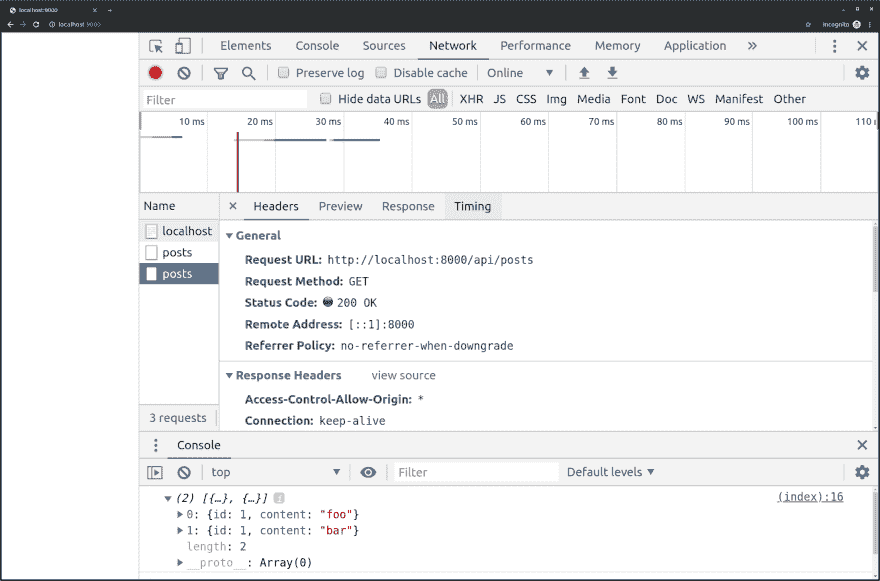 localhost:9000
localhost:9000
Incognito
Elements Console Sources Network Performance Memory Application »
Preserve log Disable cache Online
Filter Hide data URLs All XHR JS CSS Img Media Font Doc WS Manifest Other
10 ms 20 ms 30 ms 40 ms 50 ms 60 ms 70 ms 80 ms 90 ms 100 ms 110
Name Headers Preview Response Timing
localhost
posts
posts
General
Request URL: http://localhost:8000/api/posts
Request Method: GET
Status Code: 200 OK
Remote Address: [::1]:8000
Referrer Policy: no-referrer-when-downgrade
Response Headers view source
Access-Control-Allow-Origin: *
Connection: keep-alive
3 requests
Console
top Filter Default levels
(2) [{…}, {…}] i (index):16
0: {id: 1, content: "foo"}
1: {id: 1, content: "bar"}
length: 2
__proto__: Array(0)